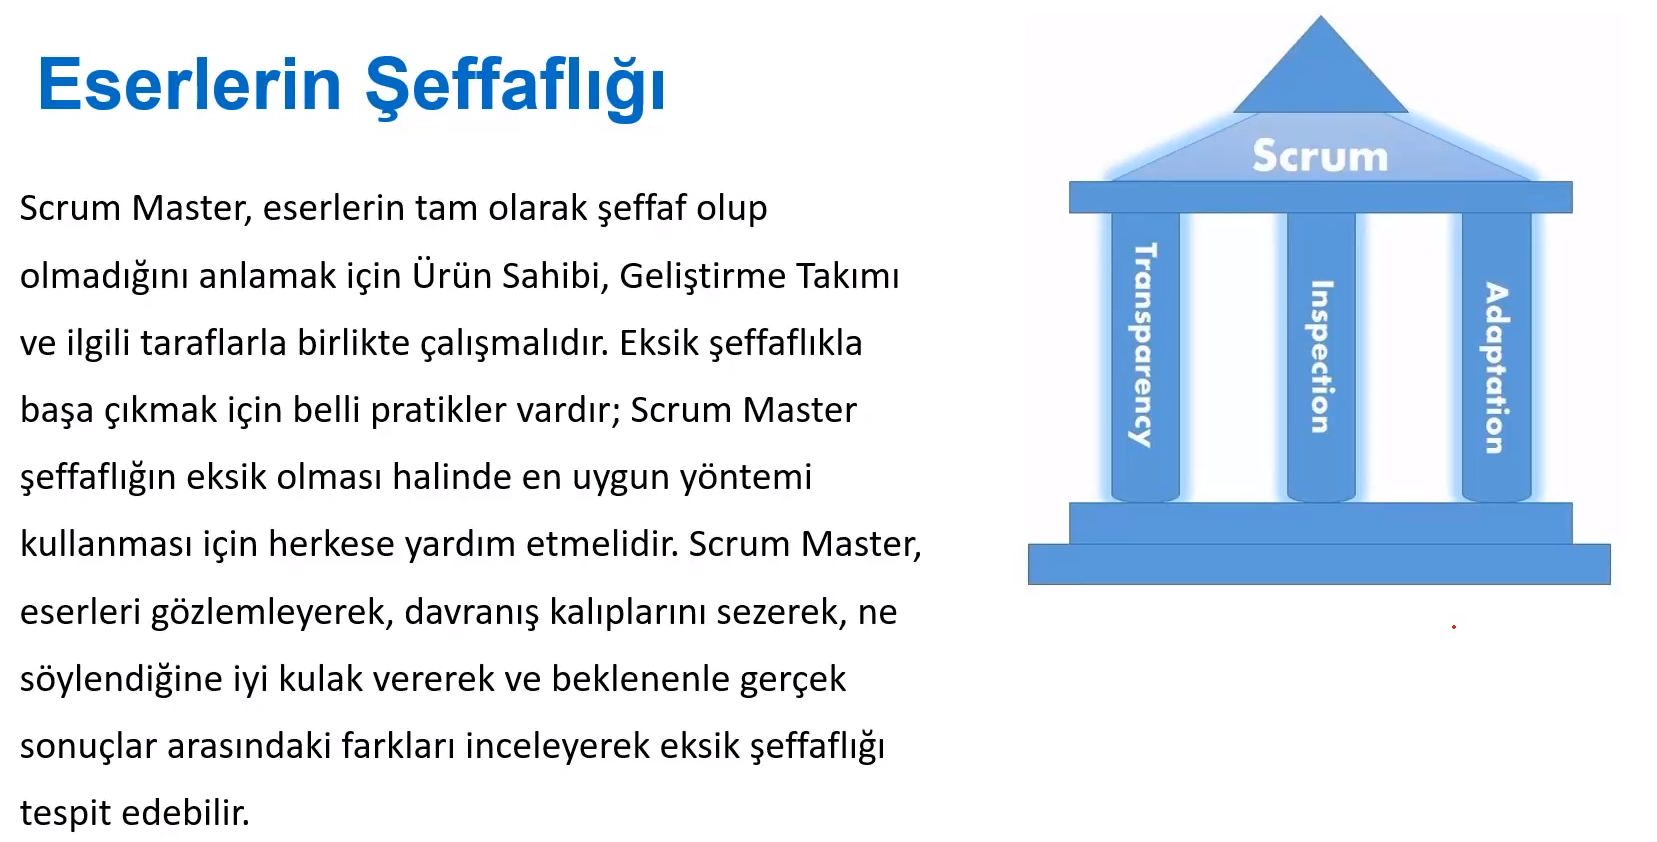 Eserlerin Şeffaflığı
Scrum Master, eserlerin tam olarak şeffaf olup
olmadığını anlamak için Ürün Sahibi, Geliştirme Takımı
ve ilgili taraflarla birlikte çalışmalıdır. Eksik şeffaflıkla
başa çıkmak için belli pratikler vardır; Scrum Master
şeffaflığın eksik olması halinde en uygun yöntemi
kullanması için herkese yardım etmelidir. Scrum Master,
eserleri gözlemleyerek, davranış kalıplarını sezerek, ne
söylendiğine iyi kulak vererek ve beklenenle gerçek
sonuçlar arasındaki farkları inceleyerek eksik şeffaflığı
tespit edebilir.
Scrum
Transparency
Inspection
Adaptation